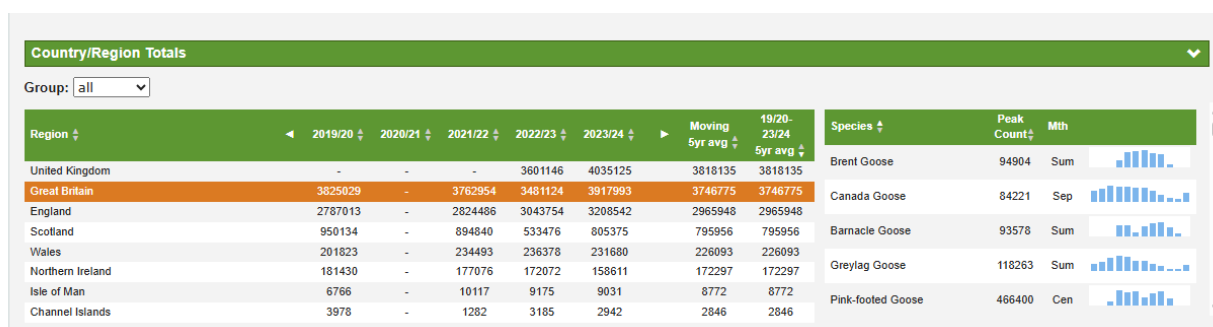 Country/Region Totals
Group: all
Region 2019/20 2020/21 2021/22 2022/23 2023/24 Moving 5yr avg 19/20-23/24 5yr avg
United Kingdom - - - 3601146 4035125 3818135 3818135
Great Britain 3825029 - 3762954 3481124 3917993 3746775 3746775
England 2787013 - 2824486 3043754 3208542 2965948 2965948
Scotland 950134 - 894840 533476 805375 795956 795956
Wales 201823 - 234493 236378 231680 226093 226093
Northern Ireland 181430 - 177076 172072 158611 172297 172297
Isle of Man 6766 - 10117 9175 9031 8772 8772
Channel Islands 3978 - 1282 3185 2942 2846 2846
Species Peak Count Mth
Brent Goose 94904 Sum
Canada Goose 84221 Sep
Barnacle Goose 93578 Sum
Greylag Goose 118263 Sum
Pink-footed Goose 466400 Cen